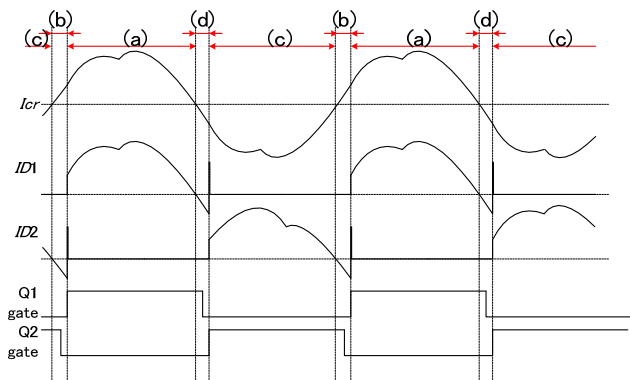 (b) (d) (b) (d)
(c) (a) (c) (a) (c)
Icr
ID1
ID2
Q1
gate
Q2
gate